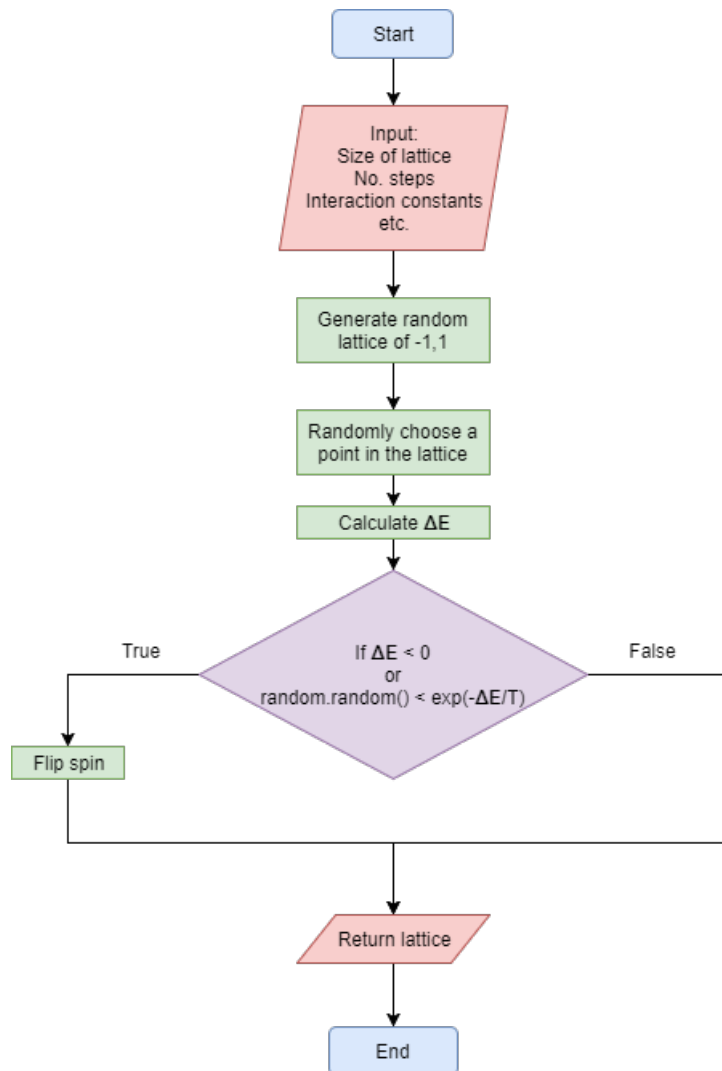 Start
Input:
Size of lattice
No. steps
Interaction constants
etc.
Generate random
lattice of -1,1
Randomly choose a
point in the lattice
Calculate ΔE
True
If ΔE < 0
or
random.random() < exp(-ΔE/T)
False
Flip spin
Return lattice
End